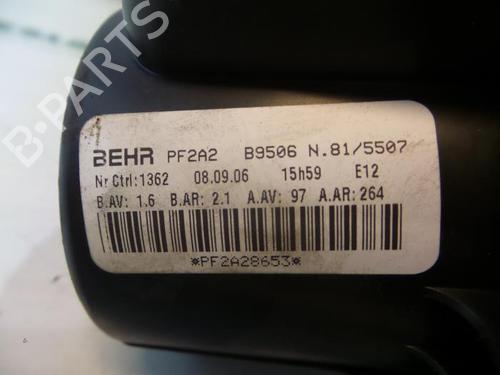 B-PARTS
BEHR PF2A2 B9506 N.81/5507
Nr Ctrl:1362 08.09.06 15h59 E12
B.AV: 1.6 B.AR: 2.1 A.AV: 97 A.AR:264
*PF2A28653*